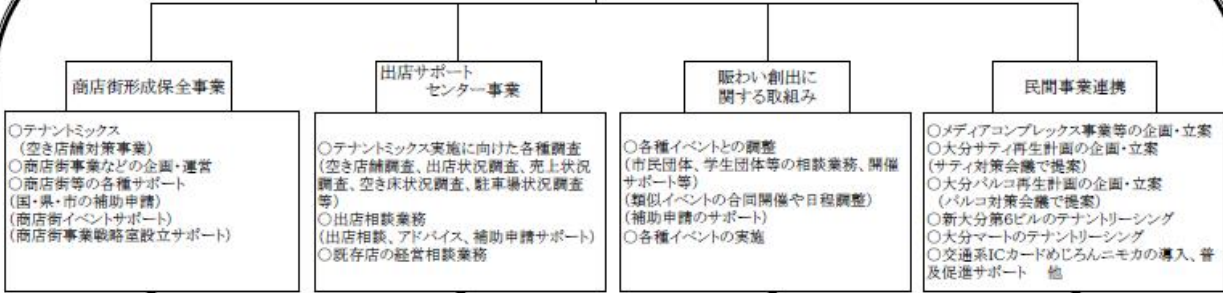 商店街形成保全事業
○テナントミックス
（空き店舗対策事業）
○商店街事業などの企画・運営
○商店街等の各種サポート
(国・県・市の補助申請)
(商店街イベントサポート)
(商店街事業戦略室設立サポート)
出店サポート
センター事業
○テナントミックス実施に向けた各種調査
(空き店舗調査、出店状況調査、売上状況
調査、空き床状況調査、駐車場状況調査
等)
○出店相談業務
(出店相談、アドバイス、補助申請サポート)
○既存店の経営相談業務
賑わい創出に
関する取組み
○各種イベントとの調整
(市民団体、学生団体等の相談業務、開催
サポート等)
(類似イベントの合同開催や日程調整)
(補助申請のサポート)
○各種イベントの実施
民間事業連携
○メディアコンプレックス事業等の企画・立案
○大分サティ再生計画の企画・立案
(サティ対策会議で提案)
○大分パルコ再生計画の企画・立案
（パルコ対策会議で提案）
○新大分第6ビルのテナントリーシング
○大分マートのテナントリーシング
○交通系ICカードめじろんニモカの導入、普
及促進サポート　他